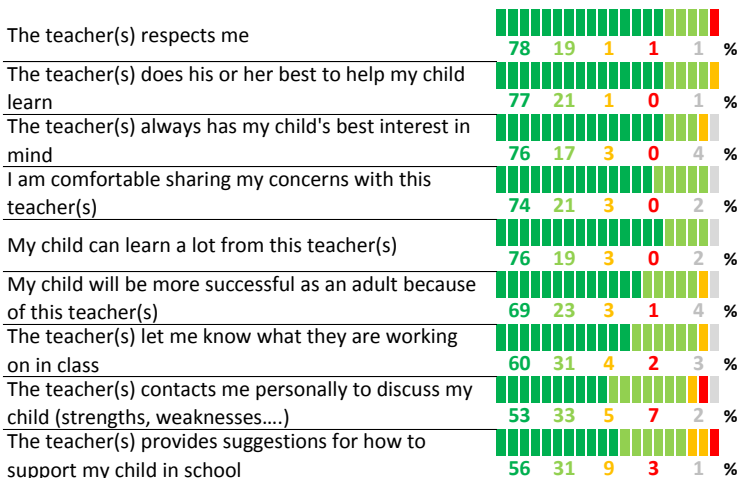 The teacher(s) respects me
78 19 1 1 1 %
The teacher(s) does his or her best to help my child
learn
77 21 1 0 1 %
The teacher(s) always has my child's best interest in
mind
76 17 3 0 4 %
I am comfortable sharing my concerns with this
teacher(s)
74 21 3 0 2 %
My child can learn a lot from this teacher(s)
76 19 3 0 2 %
My child will be more successful as an adult because
of this teacher(s)
69 23 3 1 4 %
The teacher(s) let me know what they are working
on in class
60 31 4 2 3 %
The teacher(s) contacts me personally to discuss my
child (strengths, weaknesses....)
53 33 5 7 2 %
The teacher(s) provides suggestions for how to
support my child in school
56 31 9 3 1 %